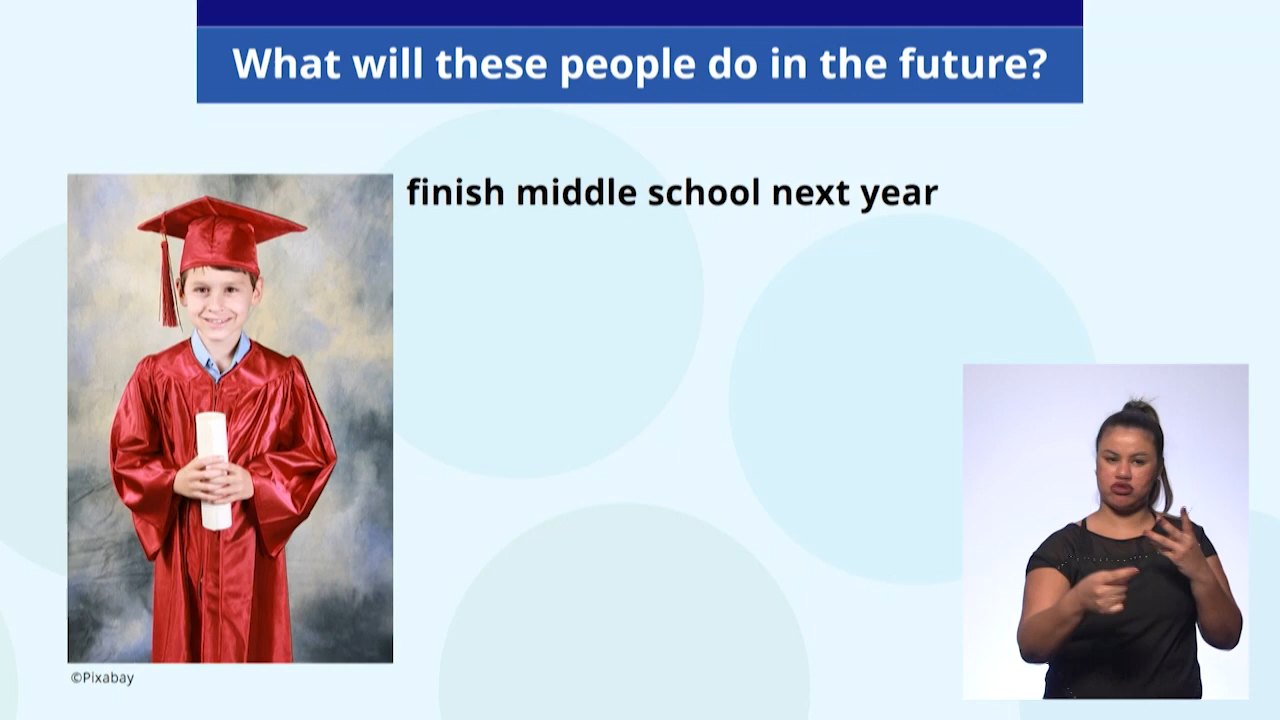 What will these people do in the future?
finish middle school next year
©Pixabay